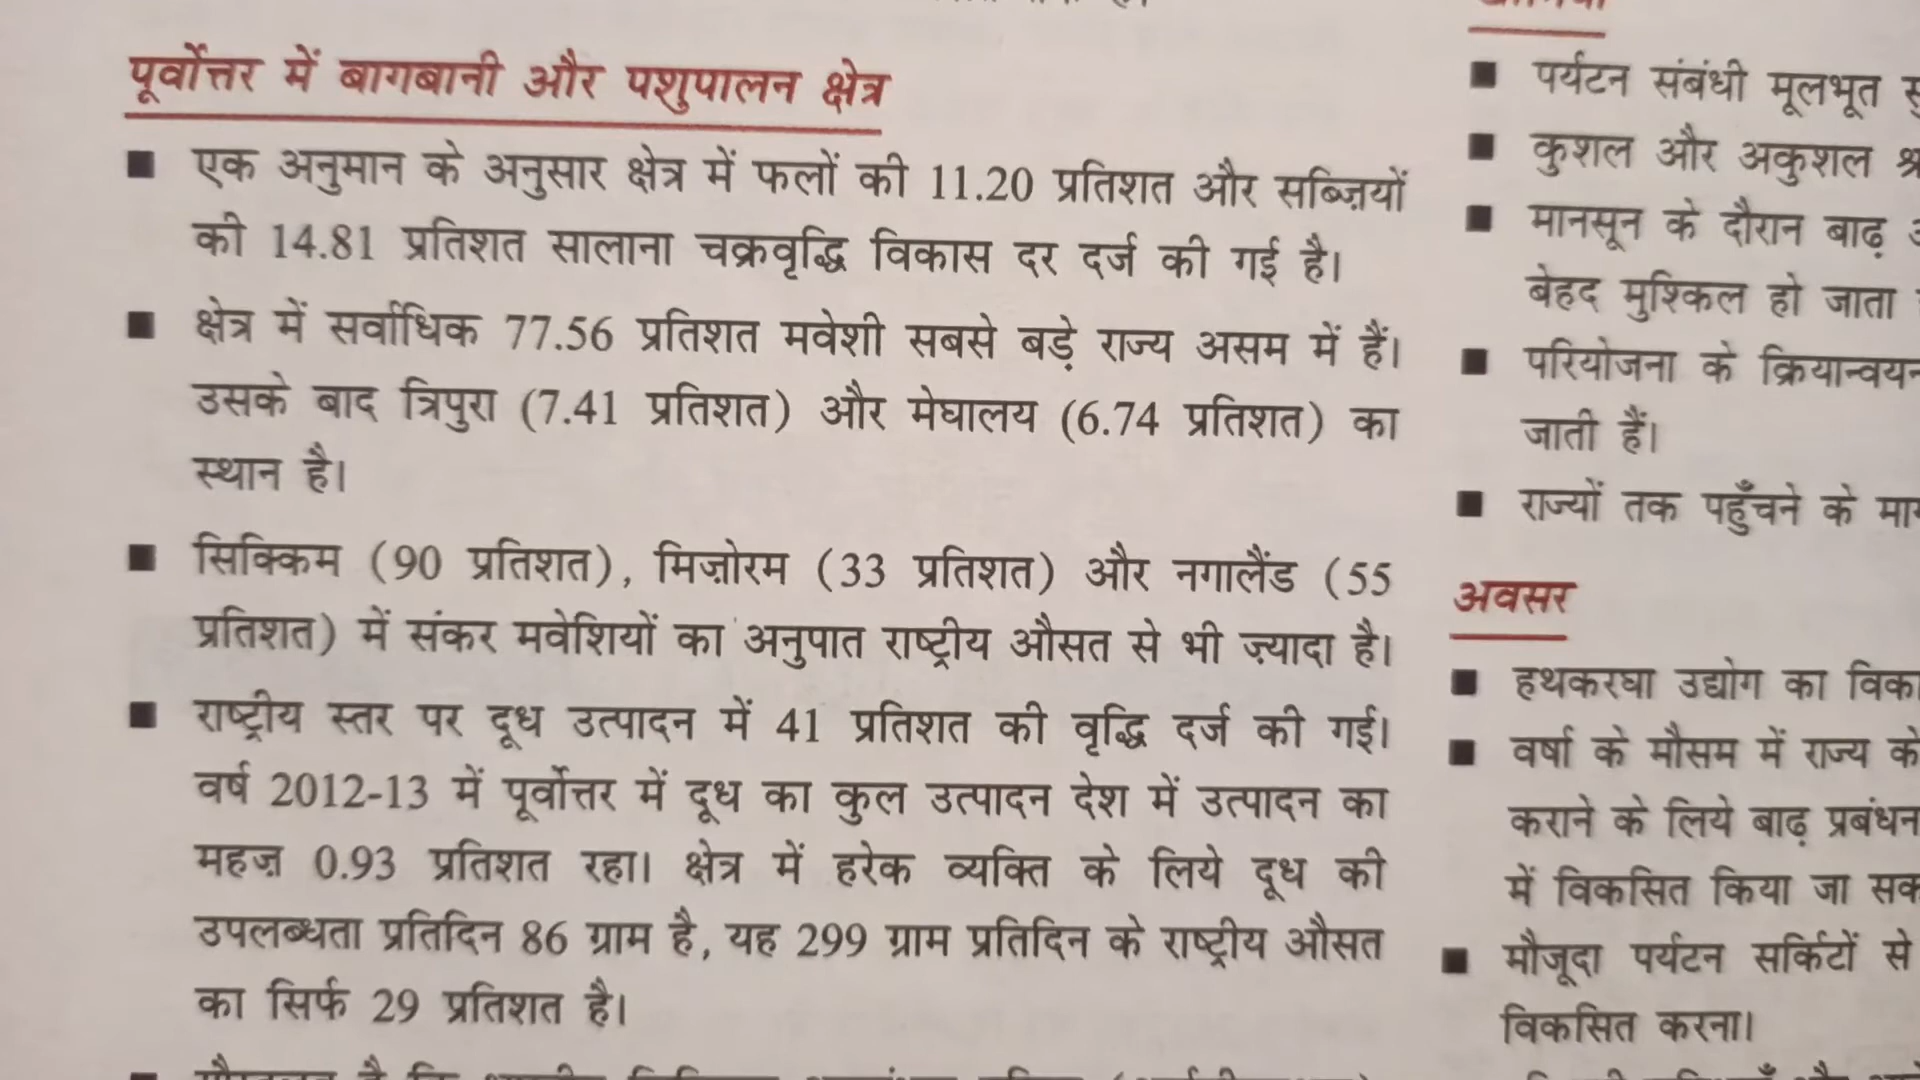 पूर्वोत्तर में बागबानी और पशुपालन क्षेत्र
■ एक अनुमान के अनुसार क्षेत्र में फलों की 11.20 प्रतिशत और सब्ज़ियों
की 14.81 प्रतिशत सालाना चक्रवृद्धि विकास दर दर्ज की गई है।
■ क्षेत्र में सर्वाधिक 77.56 प्रतिशत मवेशी सबसे बड़े राज्य असम में हैं।
उसके बाद त्रिपुरा (7.41 प्रतिशत) और मेघालय (6.74 प्रतिशत) का
स्थान है।
■ सिक्किम (90 प्रतिशत), मिज़ोरम (33 प्रतिशत) और नगालैंड (55
प्रतिशत) में संकर मवेशियों का अनुपात राष्ट्रीय औसत से भी ज़्यादा है।
■ राष्ट्रीय स्तर पर दूध उत्पादन में 41 प्रतिशत की वृद्धि दर्ज की गई।
वर्ष 2012-13 में पूर्वोत्तर में दूध का कुल उत्पादन देश में उत्पादन का
महज़ 0.93 प्रतिशत रहा। क्षेत्र में हरेक व्यक्ति के लिये दूध की
उपलब्धता प्रतिदिन 86 ग्राम है, यह 299 ग्राम प्रतिदिन के राष्ट्रीय औसत
का सिर्फ 29 प्रतिशत है।
■ पर्यटन संबंधी मूलभूत
■ कुशल और अकुशल
■ मानसून के दौरान बाढ़
बेहद मुश्किल हो जाता
■ परियोजना के क्रियान्वयन
जाती हैं।
■ राज्यों तक पहुँचने के
अवसर
■ हथकरघा उद्योग का
■ वर्षा के मौसम में राज्य के
कराने के लिये बाढ़ प्रबंधन
में विकसित किया जा
■ मौजूदा पर्यटन सर्किटों से
विकसित करना।